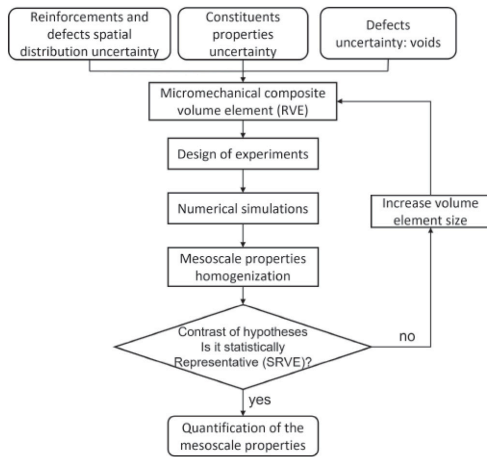 Reinforcements and
defects spatial
distribution uncertainty
Constituents
properties
uncertainty
Defects
uncertainty: voids
Micromechanical composite
volume element (RVE)
Design of experiments
Numerical simulations
Increase volume
element size
Mesoscale properties
homogenization
Contrast of hypotheses
Is it statistically
Representative (SRVE)?
no
yes
Quantification of the
mesoscale properties